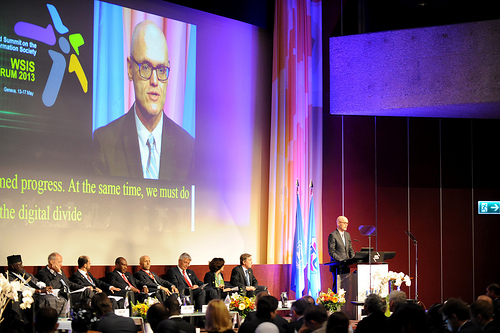 d Summit on the
formation Society
WSIS
RUM 2013
Geneva, 13-17 May
ned progress. At the same time, we must do
the digital divide